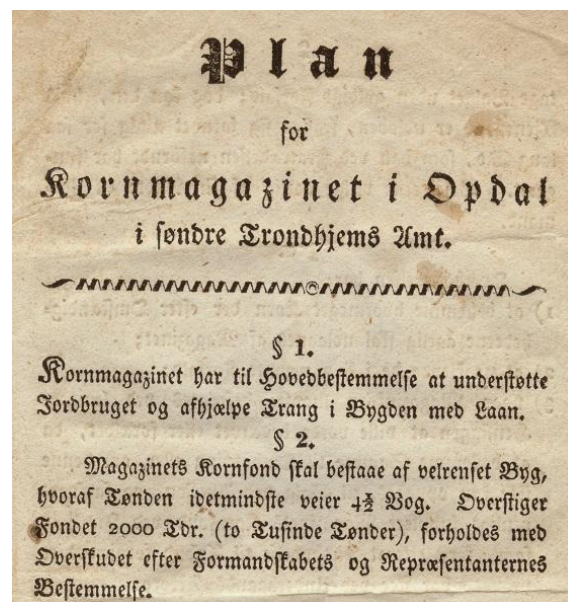 Plan
for
Kornmagazinet i Opdal
i søndre Trondhjems Amt.
§ 1.
Kornmagazinet har til Hovedbestemmelse at understøtte
Jordbruget og afhjælpe Trang i Bygden med Laan.
§ 2.
Magazinets Kornfond skal bestaae af velrenset Byg,
hvoraf Tønden idetmindste veier Vog. Overstiger
Fondet 2000 Tdr. (to Tusinde Tønder), forholdes med
Overskudet efter Formandskabets og Repræsentanternes
Bestemmelse.